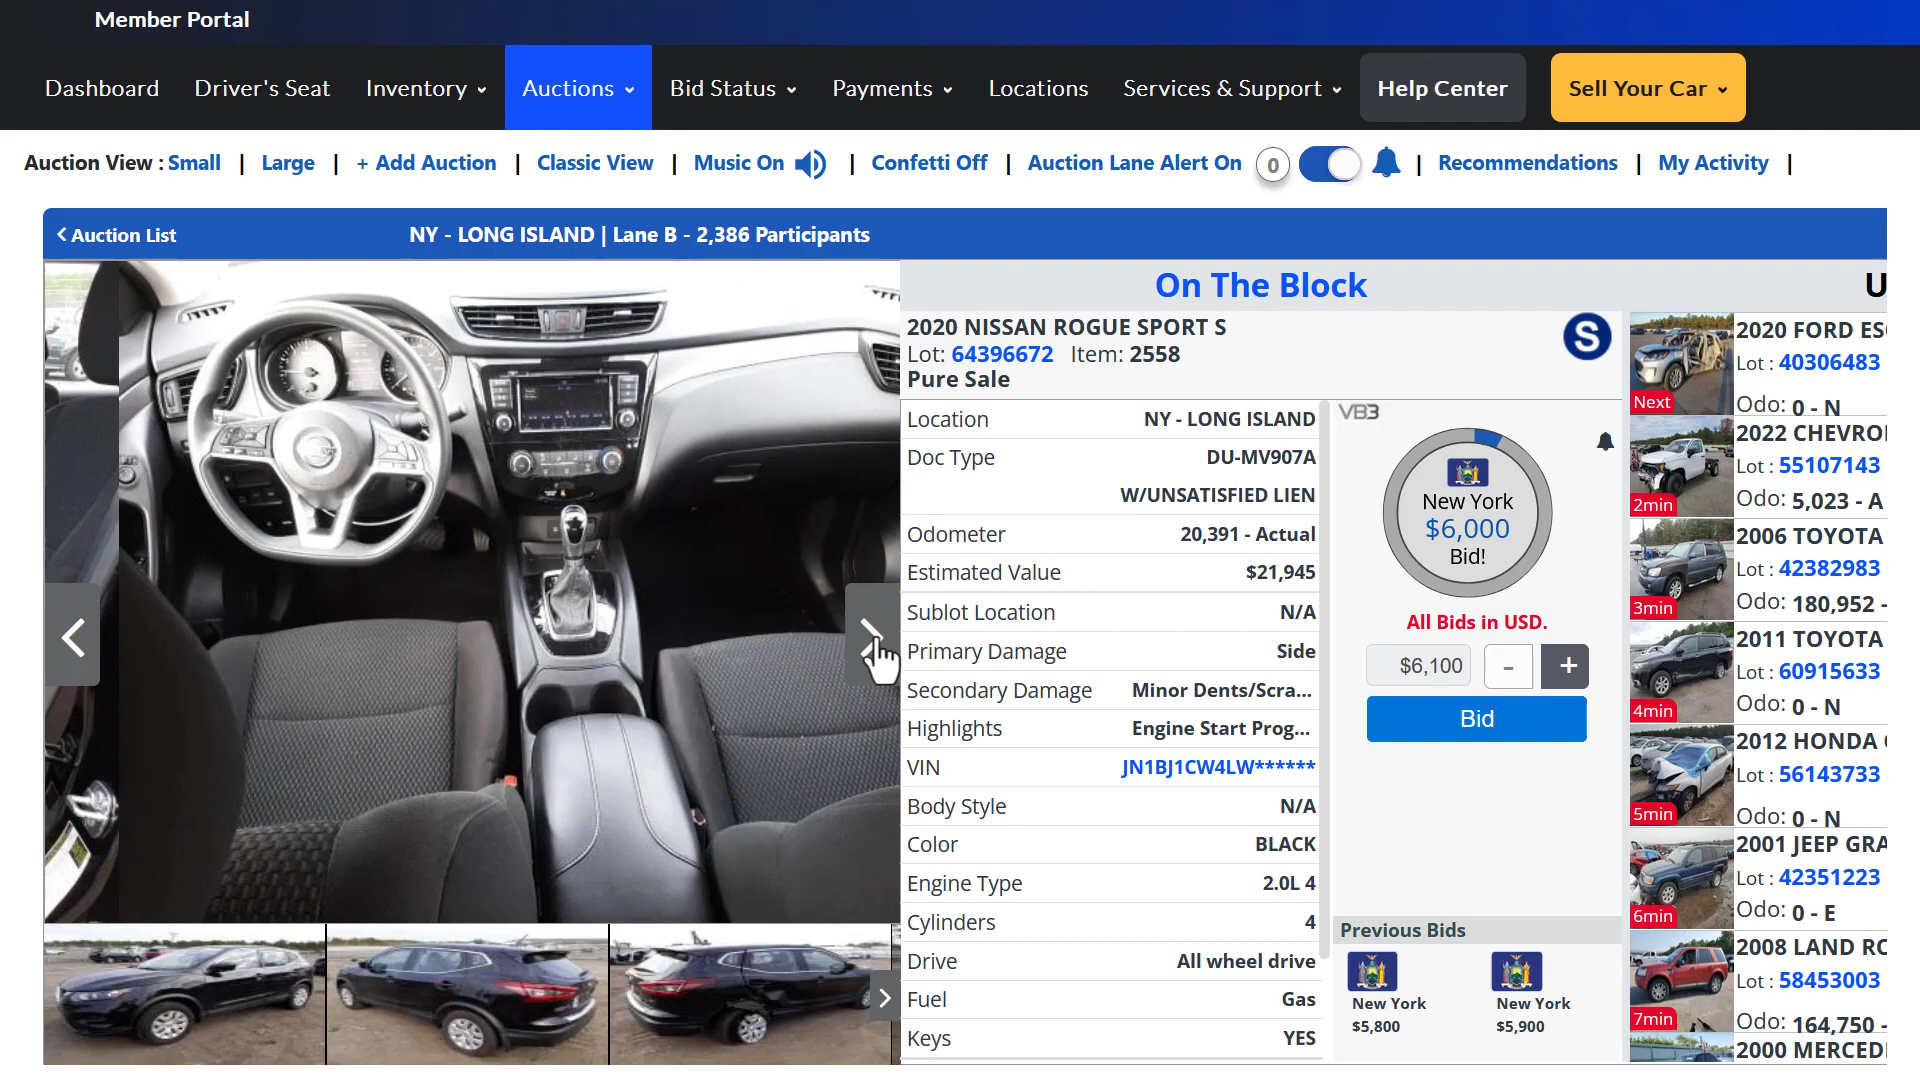 Member Portal
Dashboard Driver's Seat Inventory Auctions Bid Status Payments Locations Services & Support Help Center Sell Your Car
Auction View : Small | Large | + Add Auction | Classic View | Music On | Confetti Off | Auction Lane Alert On 0 | Recommendations | My Activity |
Auction List
NY - LONG ISLAND | Lane B - 2,386 Participants
On The Block
U
2020 NISSAN ROGUE SPORT S
Lot: 64396672 Item: 2558
Pure Sale
S
Location NY - LONG ISLAND
Doc Type DU-MV907A
W/UNSATISFIED LIEN
Odometer 20,391 - Actual
Estimated Value $21,945
Sublot Location N/A
Primary Damage Side
Secondary Damage Minor Dents/Scra...
Highlights Engine Start Prog...
VIN JN1BJ1CW4LW******
Body Style N/A
Color BLACK
Engine Type 2.0L 4
Cylinders 4
Drive All wheel drive
Fuel Gas
Keys YES
VB3
New York
$6,000
Bid!
All Bids in USD.
$6,100 - +
Bid
Previous Bids
New York
$5,800
New York
$5,900
2020 FORD ES
Lot : 40306483
Next
Odo: 0 - N
2022 CHEVRO
Lot : 55107143
2min
Odo: 5,023 - A
2006 TOYOTA
Lot : 42382983
3min
Odo: 180,952 -
2011 TOYOTA
Lot : 60915633
4min
Odo: 0 - N
2012 HONDA
Lot : 56143733
5min
Odo: 0 - N
2001 JEEP GRA
Lot : 42351223
6min
Odo: 0 - E
2008 LAND RO
Lot : 58453003
7min
Odo: 164,750 -
2000 MERCED